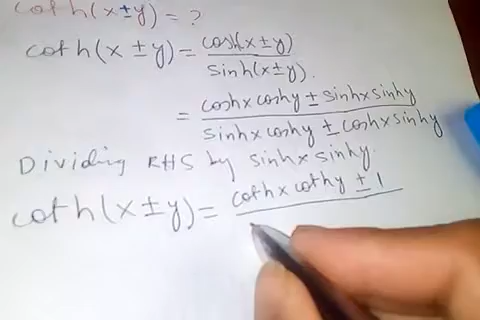 coth(x±y) = ?
coth(x±y) = cosh(x±y) / sinh(x±y).
= coshx coshy ± sinhx sinhy / sinhx coshy ± coshx sinhy
Dividing RHS by sinhx sinhy.
coth(x±y) = cothx cothy ± 1